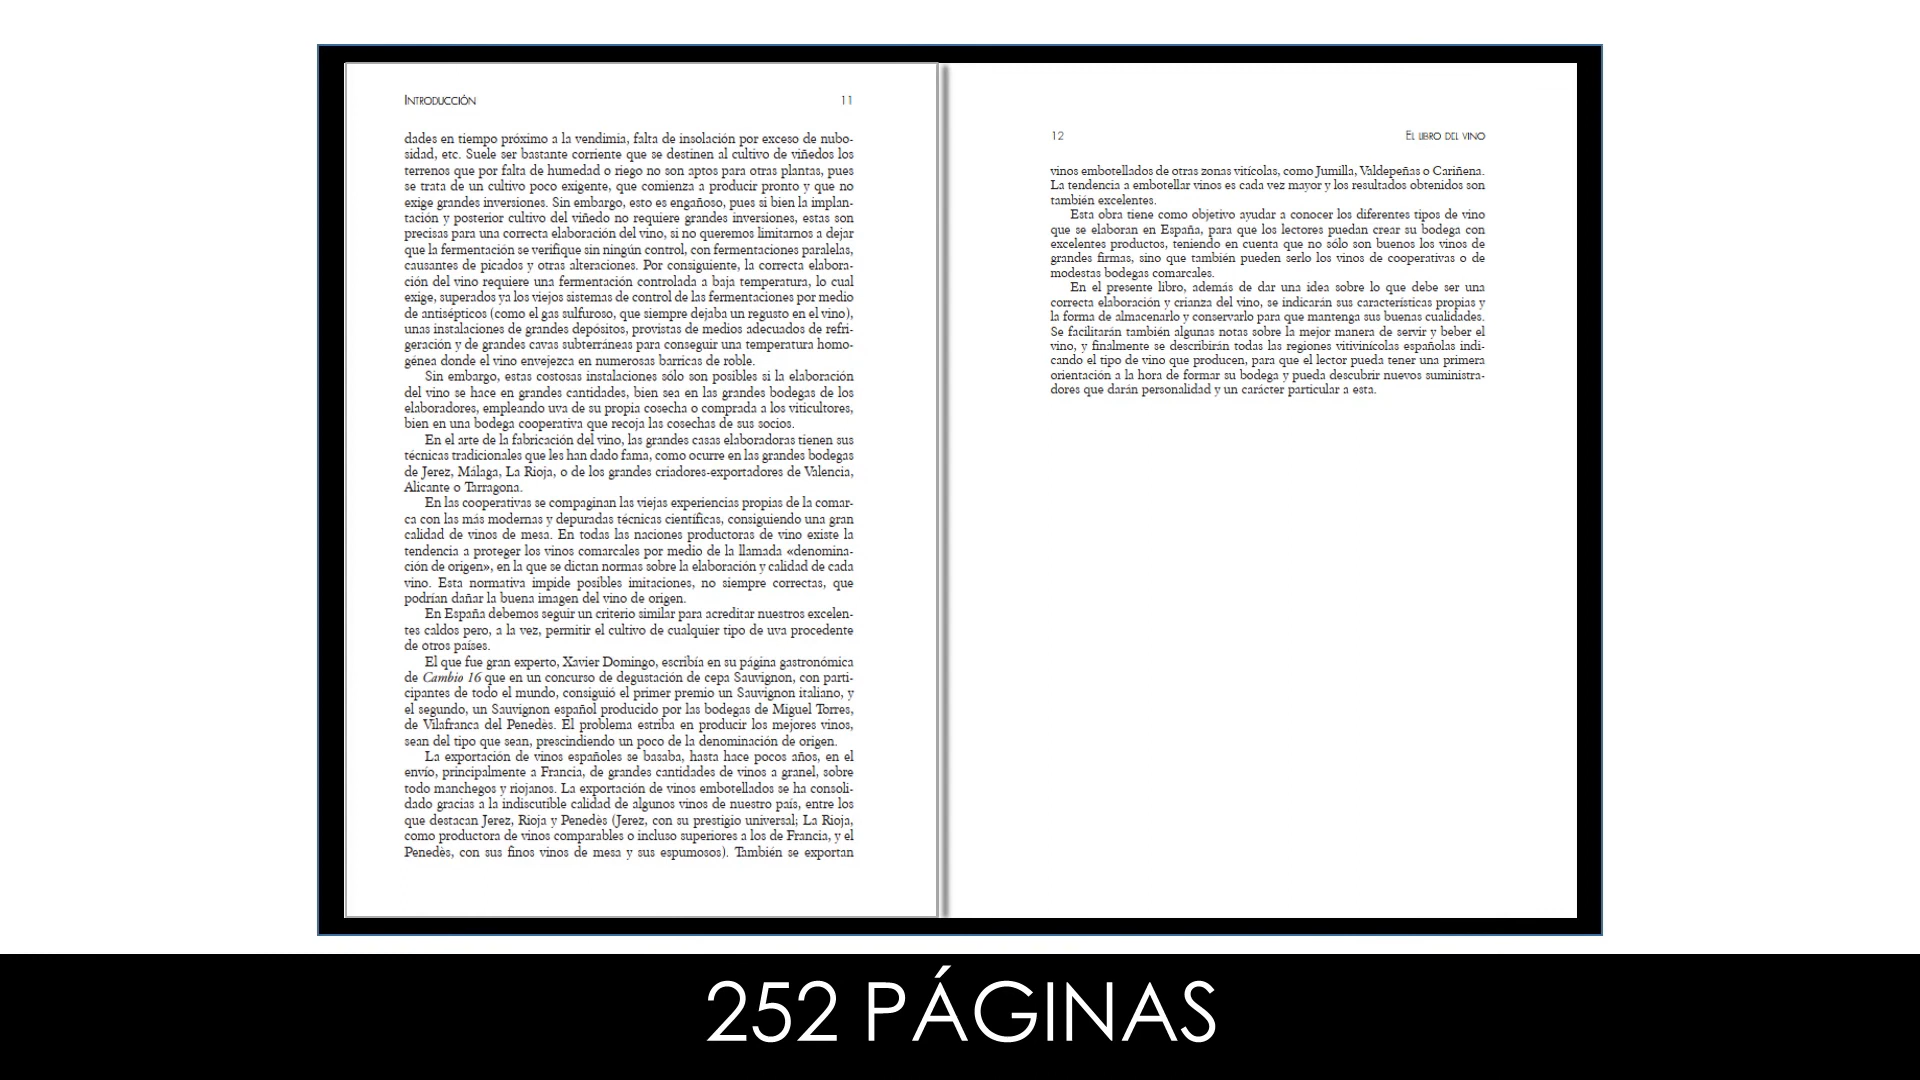 INTRODUCCIÓN 11
dades en tiempo próximo a la vendimia, falta de insolación por exceso de nubo-
sidad, etc. Suele ser bastante corriente que se destinen al cultivo de viñedos los
terrenos que por falta de humedad o riego no son aptos para otras plantas, pues
se trata de un cultivo poco exigente, que comienza a producir pronto y que no
exige grandes inversiones. Sin embargo, esto es engañoso, pues si bien la implan-
tación y posterior cultivo del viñedo no requiere grandes inversiones, estas son
precisas para una correcta elaboración del vino, si no queremos limitarnos a dejar
que la fermentación se verifique sin ningún control, con fermentaciones paralelas,
causantes de picados y otras alteraciones. Por consiguiente, la correcta elabora-
ción del vino requiere una fermentación controlada a baja temperatura, lo cual
exige, superados ya los viejos sistemas de control de las fermentaciones por medio
de antisépticos (como el gas sulfuroso, que siempre dejaba un regusto en el vino),
unas instalaciones de grandes depósitos, provistas de medios adecuados de refri-
geración y de grandes cavas subterráneas para conseguir una temperatura homo-
génea donde el vino envejezca en numerosas barricas de roble.
Sin embargo, estas costosas instalaciones sólo son posibles si la elaboración
del vino se hace en grandes cantidades, bien sea en las grandes bodegas de los
elaboradores, empleando uva de su propia cosecha o comprada a los viticultores,
bien en una bodega cooperativa que recoja las cosechas de sus socios.
En el arte de la fabricación del vino, las grandes casas elaboradoras tienen sus
técnicas tradicionales que les han dado fama, como ocurre en las grandes bodegas
de Jerez, Málaga, La Rioja, o de los grandes criadores-exportadores de Valencia,
Alicante o Tarragona.
En las cooperativas se compaginan las viejas experiencias propias de la comar-
ca con las más modernas y depuradas técnicas científicas, consiguiendo una gran
calidad de vinos de mesa. En todas las naciones productoras de vino existe la
tendencia a proteger los vinos comarcales por medio de la llamada «denomina-
ción de origen», en la que se dictan normas sobre la elaboración y calidad de cada
vino. Esta normativa impide posibles imitaciones, no siempre correctas, que
podrían dañar la buena imagen del vino de origen.
En España debemos seguir un criterio similar para acreditar nuestros excelen-
tes caldos pero, a la vez, permitir el cultivo de cualquier tipo de uva procedente
de otros países.
El que fue gran experto, Xavier Domingo, escribía en su página gastronómica
de Cambio 16 que en un concurso de degustación de cepa Sauvignon, con parti-
cipantes de todo el mundo, consiguió el primer premio un Sauvignon italiano, y
el segundo, un Sauvignon español producido por las bodegas de Miguel Torres,
de Vilafranca del Penedès. El problema estriba en producir los mejores vinos,
sean del tipo que sean, prescindiendo un poco de la denominación de origen.
La exportación de vinos españoles se basaba, hasta hace pocos años, en el
envío, principalmente a Francia, de grandes cantidades de vinos a granel, sobre
todo manchegos y riojanos. La exportación de vinos embotellados se ha consoli-
dado gracias a la indiscutible calidad de algunos vinos de nuestro país, entre los
que destacan Jerez, Rioja y Penedès (Jerez, con su prestigio universal; La Rioja,
como productora de vinos comparables o incluso superiores a los de Francia, y el
Penedès, con sus finos vinos de mesa y sus espumosos). También se exportan
12 EL LIBRO DEL VINO
vinos embotellados de otras zonas vitícolas, como Jumilla, Valdepeñas o Cariñena.
La tendencia a embotellar vinos es cada vez mayor y los resultados obtenidos son
también excelentes.
Esta obra tiene como objetivo ayudar a conocer los diferentes tipos de vino
que se elaboran en España, para que los lectores puedan crear su bodega con
excelentes productos, teniendo en cuenta que no sólo son buenos los vinos de
grandes firmas, sino que también pueden serlo los vinos de cooperativas o de
modestas bodegas comarcales.
En el presente libro, además de dar una idea sobre lo que debe ser una
correcta elaboración y crianza del vino, se indicarán sus características propias y
la forma de almacenarlo y conservarlo para que mantenga sus buenas cualidades.
Se facilitarán también algunas notas sobre la mejor manera de servir y beber el
vino, y finalmente se describirán todas las regiones vitivinícolas españolas indi-
cando el tipo de vino que producen, para que el lector pueda tener una primera
orientación a la hora de formar su bodega y pueda descubrir nuevos suministra-
dores que darán personalidad y un carácter particular a esta.
252 PÁGINAS